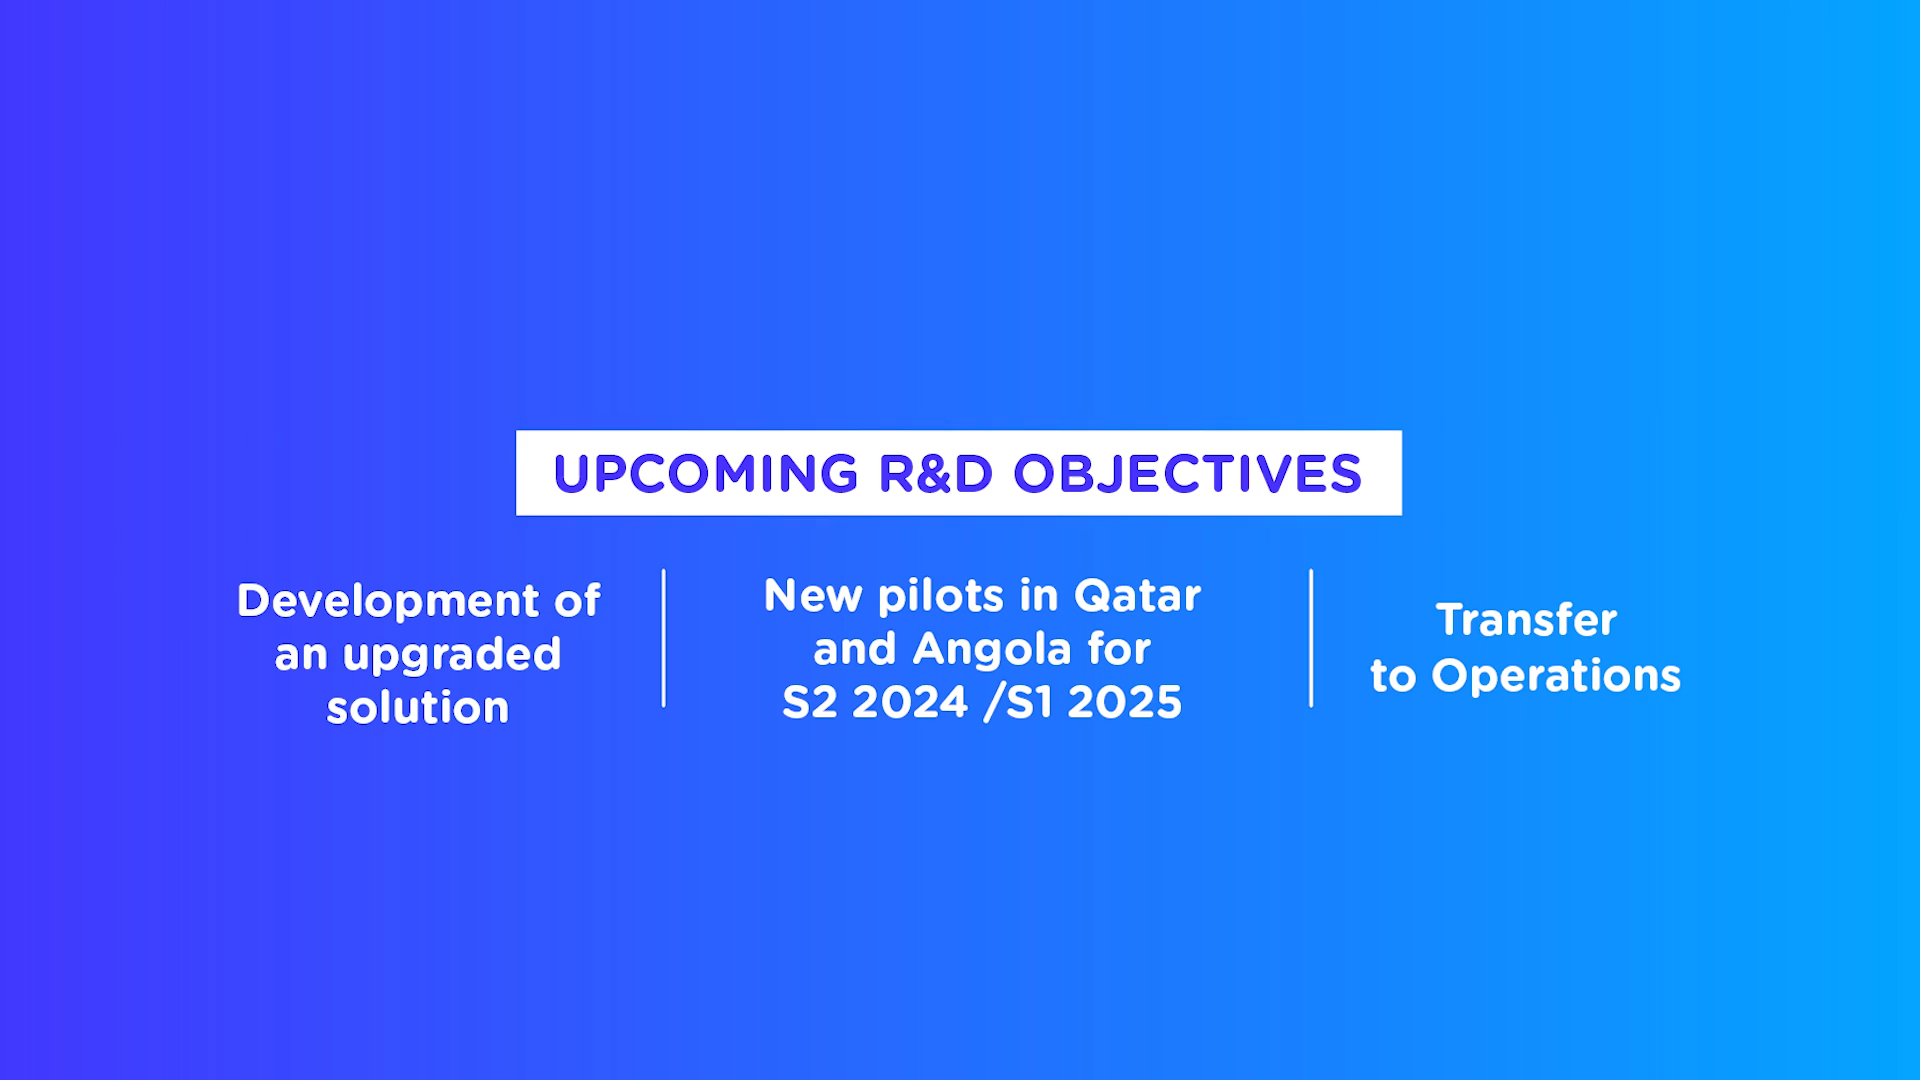 UPCOMING R&D OBJECTIVES
Development of
an upgraded
solution
New pilots in Qatar
and Angola for
S2 2024 /S1 2025
Transfer
to Operations